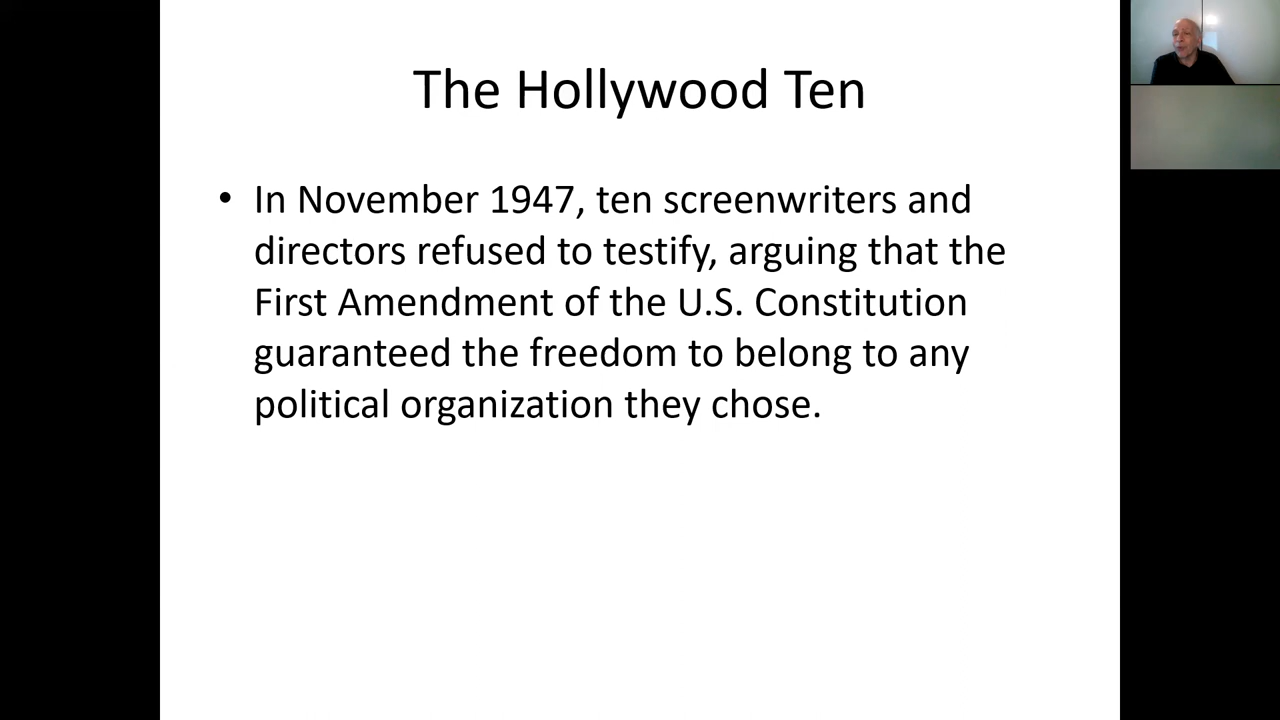 The Hollywood Ten
• In November 1947, ten screenwriters and
directors refused to testify, arguing that the
First Amendment of the U.S. Constitution
guaranteed the freedom to belong to any
political organization they chose.